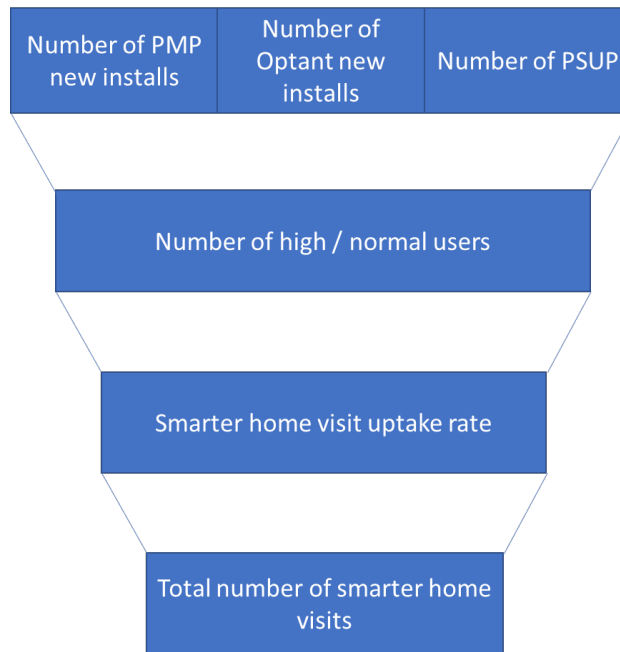 Number of PMP
new installs
Number of
Optant new
installs
Number of PSUP
Number of high / normal users
Smarter home visit uptake rate
Total number of smarter home
visits